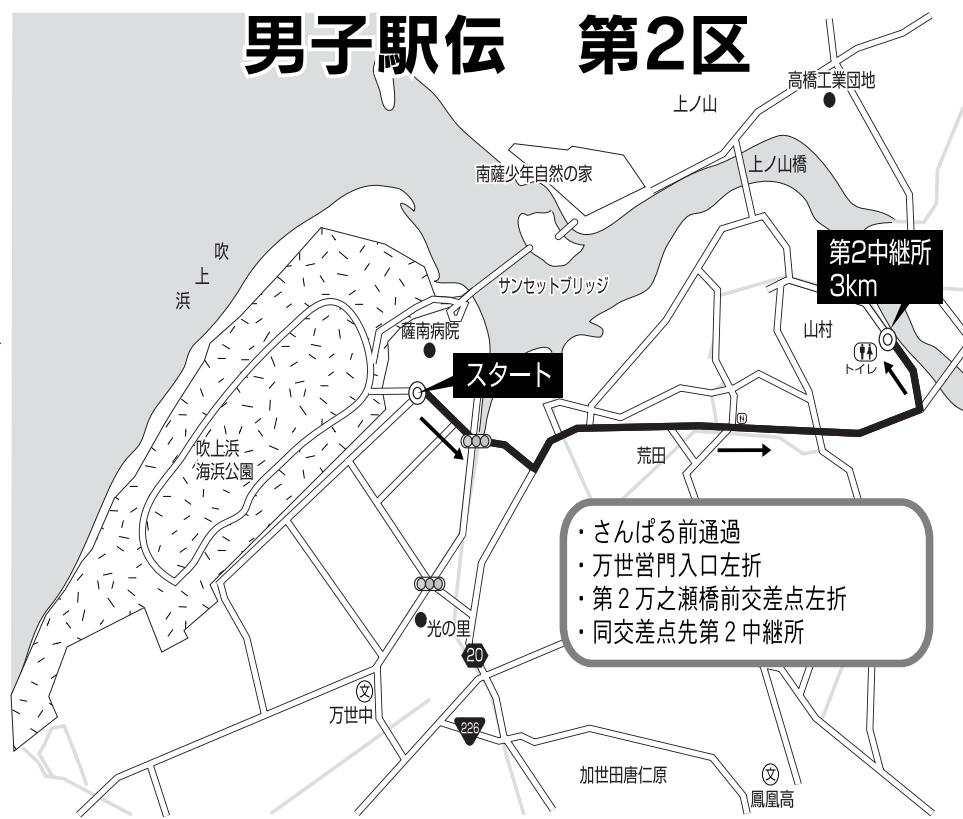 男子駅伝　第2区
高橋工業団地
上ノ山
上ノ山橋
南薩少年自然の家
吹上浜
サンセットブリッジ
第2中継所
3km
山村
トイレ
薩南病院
スタート
吹上浜
海浜公園
荒田
・さんぱる前通過
・万世営門入口左折
・第２万之瀬橋前交差点左折
・同交差点先第２中継所
光の里
20
文
万世中
226
加世田唐仁原
文
鳳凰高